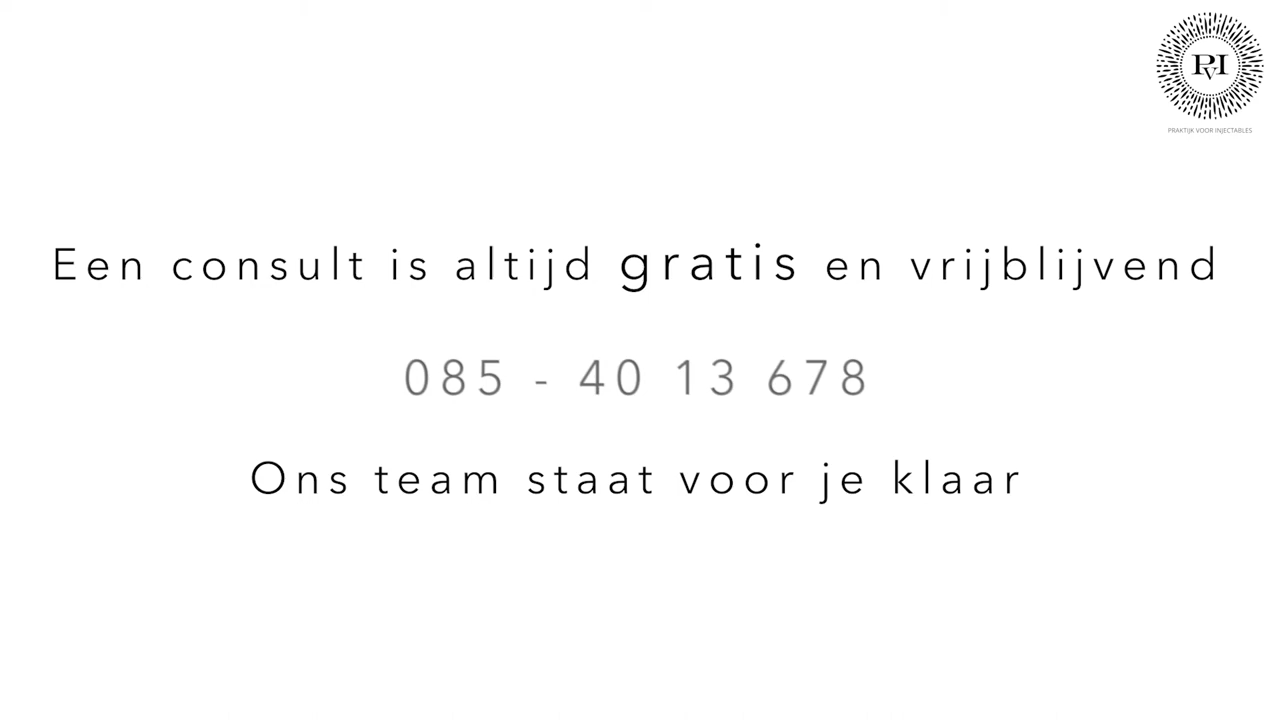 PvI
PRAKTIJK VOOR INJECTABLES
Een consult is altijd gratis en vrijblijvend
085 - 40 13 678
Ons team staat voor je klaar